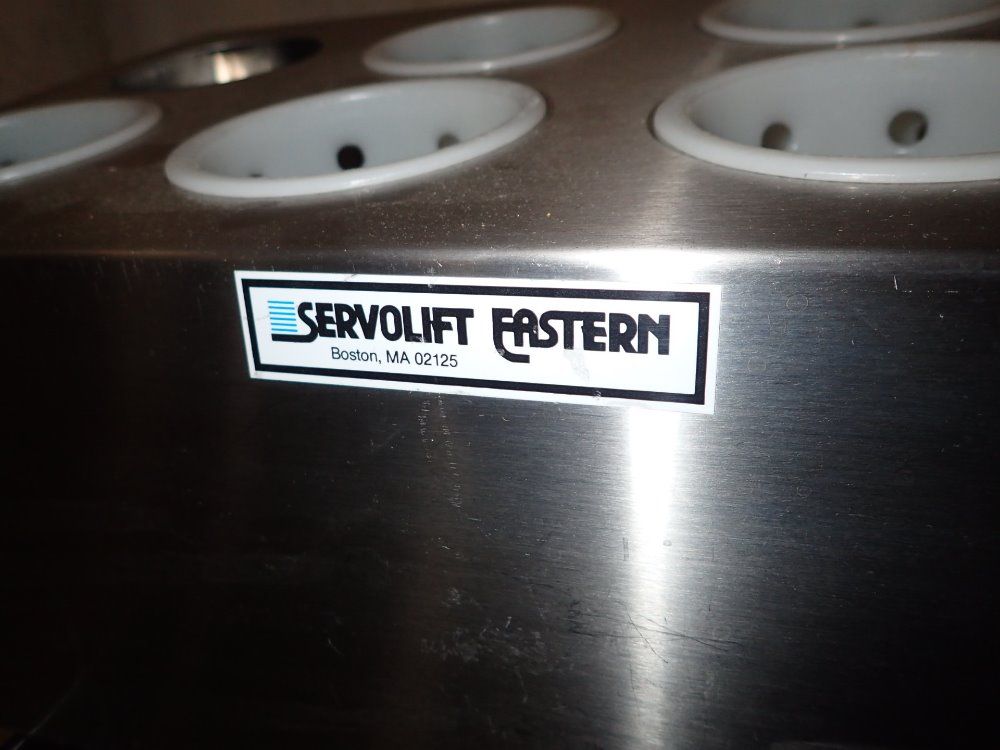 SERVOLIFT EASTERN
Boston, MA 02125